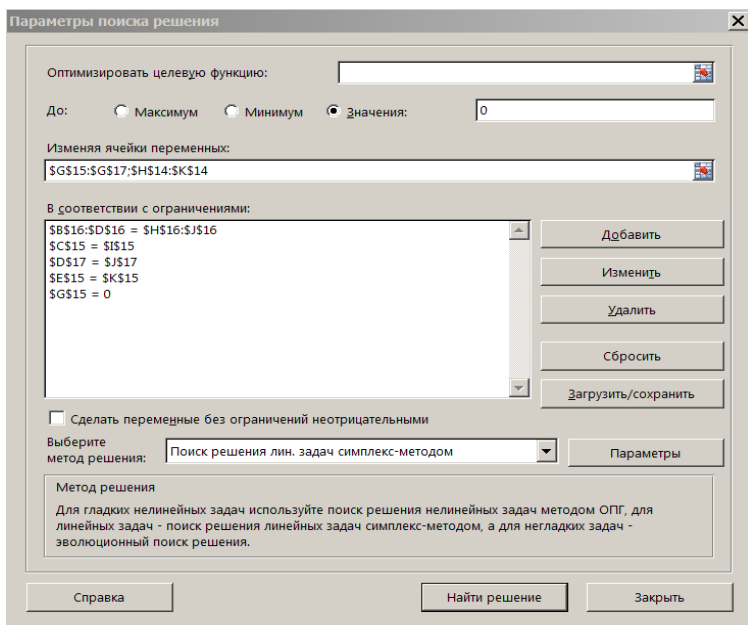 Параметры поиска решения
Оптимизировать целевую функцию:
До: Максимум Минимум Значения: 0
Изменяя ячейки переменных:
$G$15:$G$17;$H$14:$K$14
В соответствии с ограничениями:
$B$16:$D$16 = $H$16:$J$16
$C$15 = $I$15
$D$17 = $J$17
$E$15 = $K$15
$G$15 = 0
Добавить
Изменить
Удалить
Сбросить
Загрузить/сохранить
Сделать переменные без ограничений неотрицательными
Выберите
метод решения:
Поиск решения лин. задач симплекс-методом
Параметры
Метод решения
Для гладких нелинейных задач используйте поиск решения нелинейных задач методом ОПГ, для
линейных задач - поиск решения линейных задач симплекс-методом, а для негладких задач -
эволюционный поиск решения.
Справка
Найти решение
Закрыть